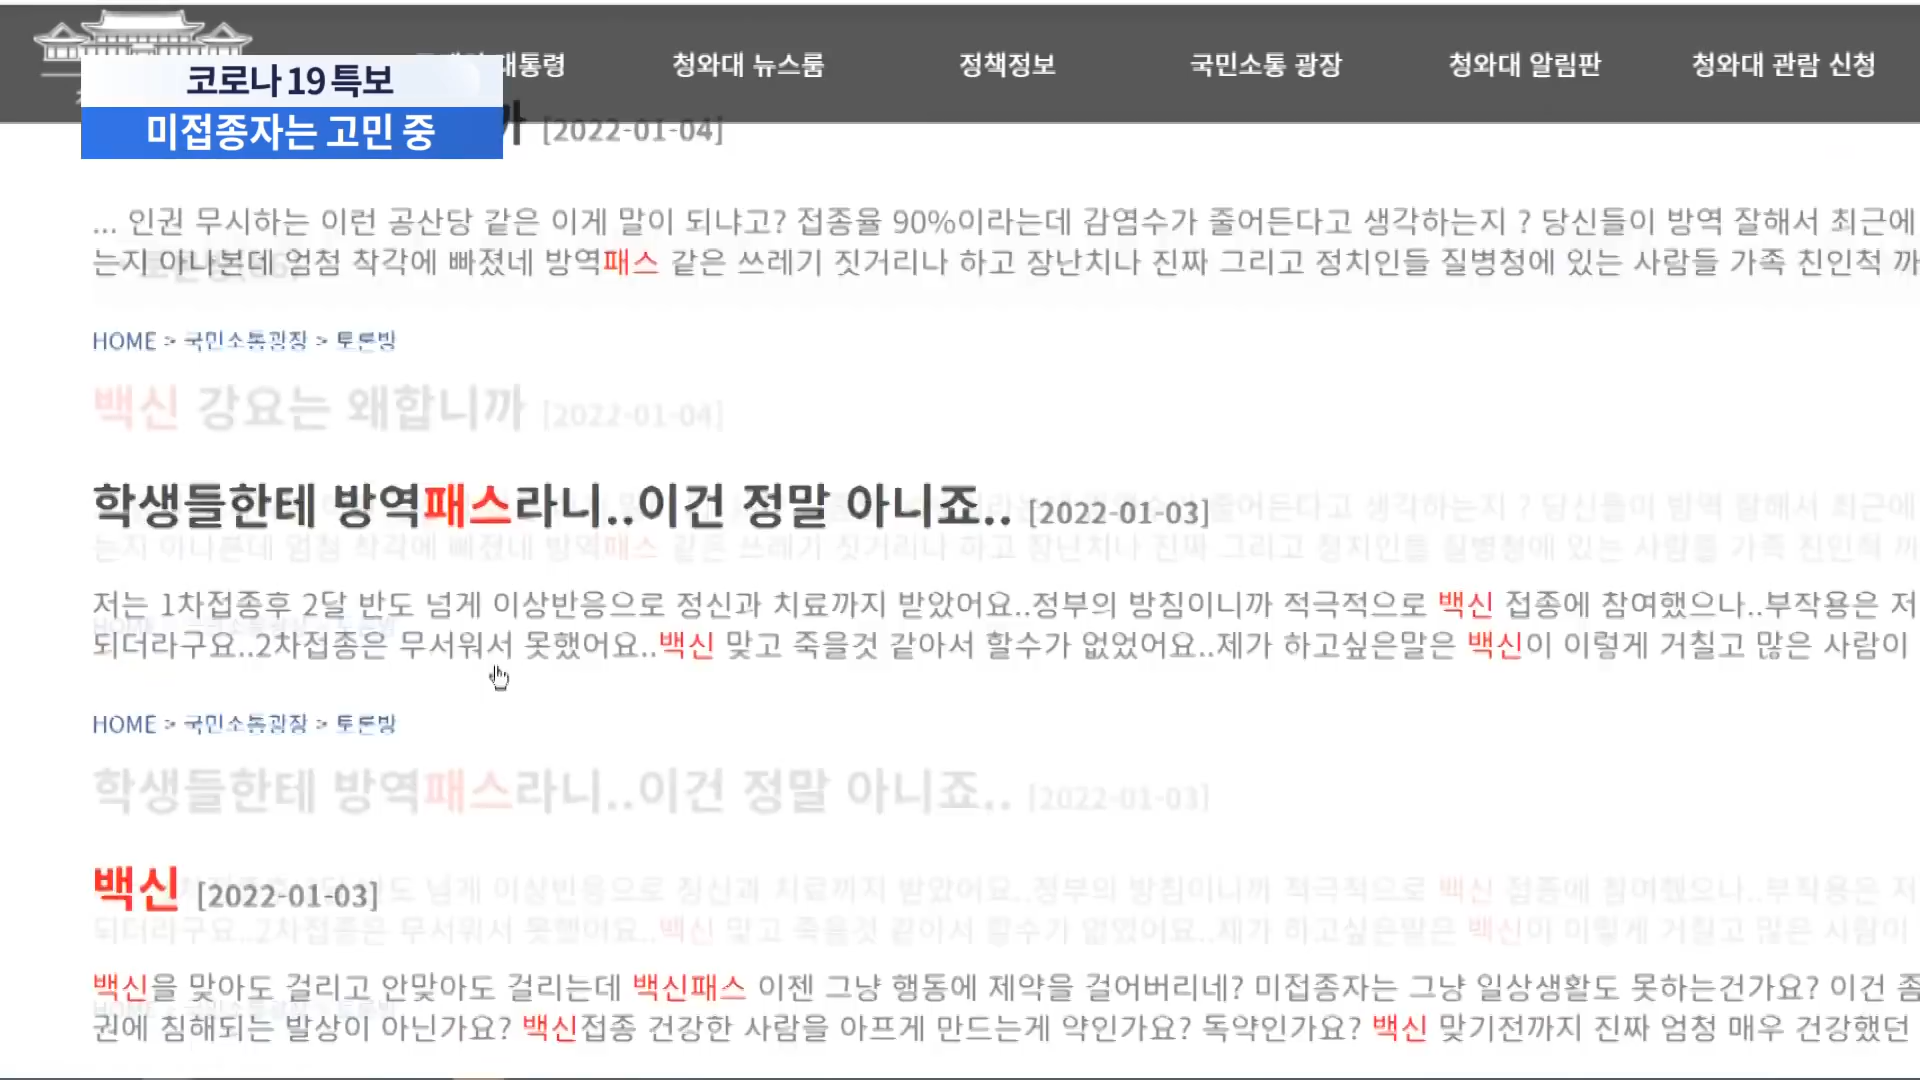 대통령 청와대 뉴스룸 정책정보 국민소통 광장 청와대 알림판 청와대 관람 신청
코로나19 특보
미접종자는 고민 중
까 [2022-01-04]
... 인권 무시하는 이런 공산당 같은 이게 말이 되냐고? 접종율 90%이라는데 감염수가 줄어든다고 생각하는지 ? 당신들이 방역 잘해서 최근에
는지 아나본데 엄첨 착각에 빠졌네 방역패스 같은 쓰레기 짓거리나 하고 장난치나 진짜 그리고 정치인들 질병청에 있는 사람들 가족 친인척 까
HOME > 국민소통광장 > 토론방
백신 강요는 왜합니까 [2022-01-04]
학생들한테 방역패스라니..이건 정말 아니죠.. [2022-01-03]
저는 1차접종후 2달 반도 넘게 이상반응으로 정신과 치료까지 받았어요..정부의 방침이니까 적극적으로 백신 접종에 참여했으나..부작용은 저
되더라구요..2차접종은 무서워서 못했어요..백신 맞고 죽을것 같아서 할수가 없었어요..제가 하고싶은말은 백신이 이렇게 거칠고 많은 사람이
HOME > 국민소통광장 > 토론방
학생들한테 방역패스라니..이건 정말 아니죠.. [2022-01-03]
백신 [2022-01-03]
백신을 맞아도 걸리고 안맞아도 걸리는데 백신패스 이젠 그냥 행동에 제약을 걸어버리네? 미접종자는 그냥 일상생활도 못하는건가요? 이건 좀
권에 침해되는 발상이 아닌가요? 백신접종 건강한 사람을 아프게 만드는게 약인가요? 독약인가요? 백신 맞기전까지 진짜 엄청 매우 건강했던